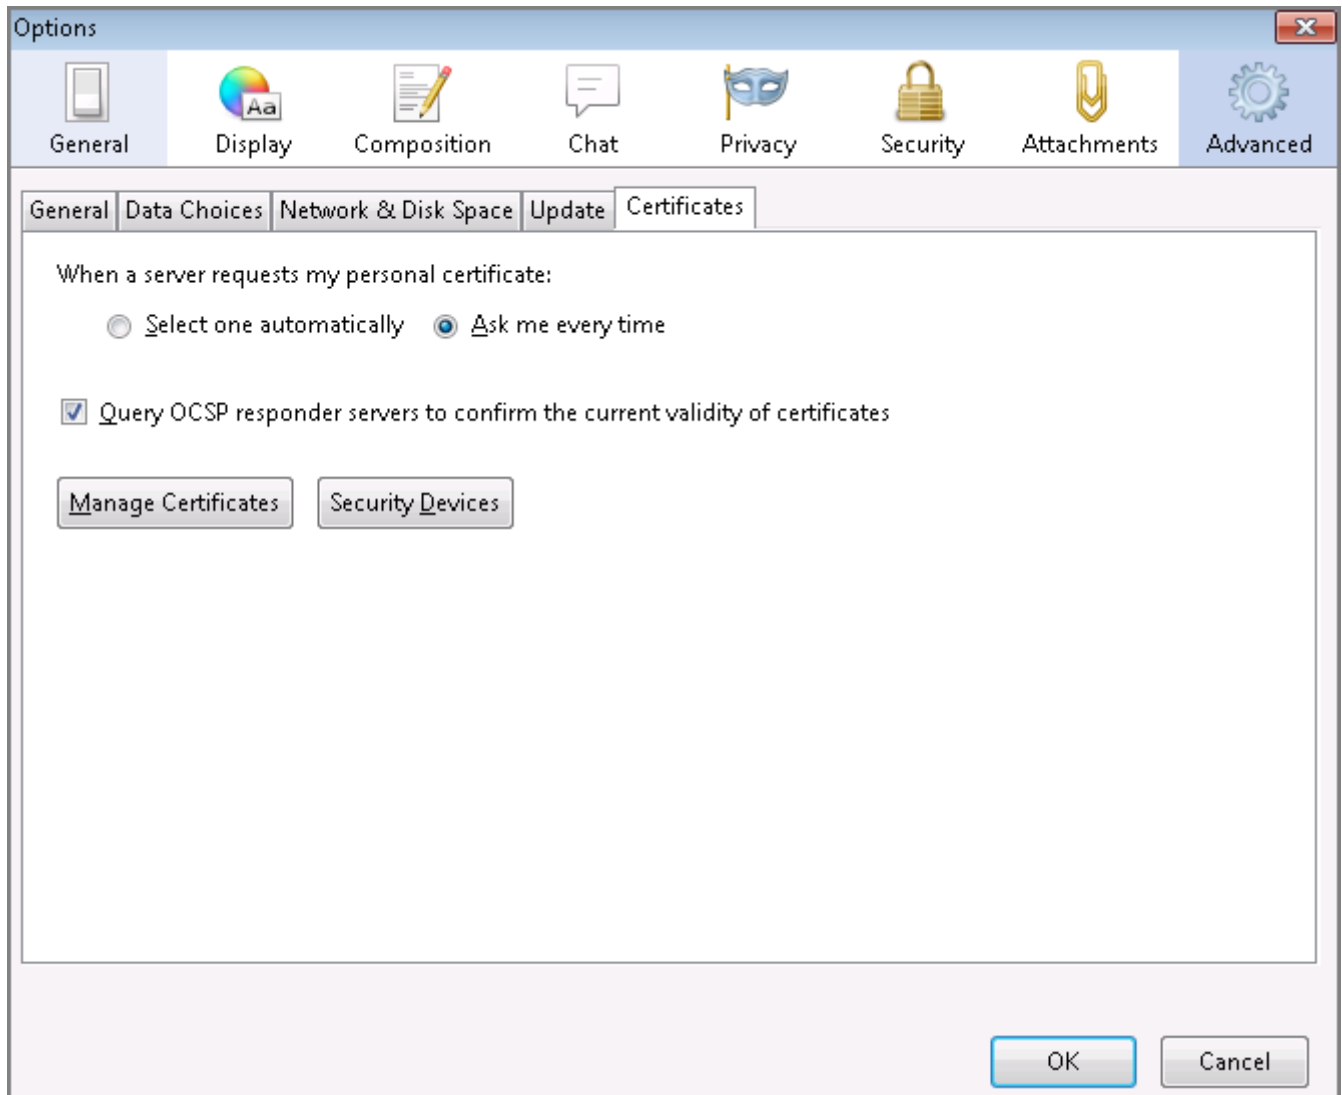 Options
Aa
General Display Composition Chat Privacy Security Attachments Advanced
General Data Choices Network & Disk Space Update Certificates
When a server requests my personal certificate:
Select one automatically Ask me every time
Query OCSP responder servers to confirm the current validity of certificates
Manage Certificates Security Devices
OK Cancel